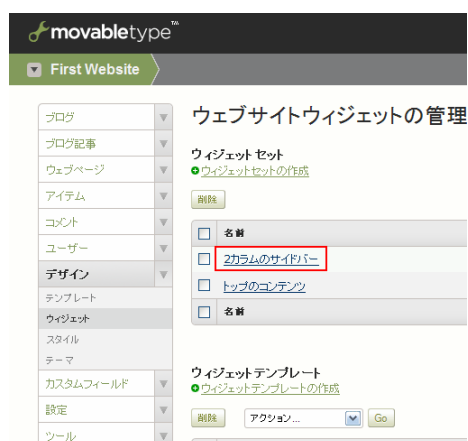 movabletype™
First Website
ブログ
ブログ記事
ウェブページ
アイテム
コメント
ユーザー
デザイン
テンプレート
ウィジェット
スタイル
テーマ
カスタムフィールド
設定
ツール
ウェブサイトウィジェットの管理
ウィジェットセット
ウィジェットセットの作成
削除
名前
2カラムのサイドバー
トップのコンテンツ
名前
ウィジェットテンプレート
ウィジェットテンプレートの作成
削除 アクション... Go